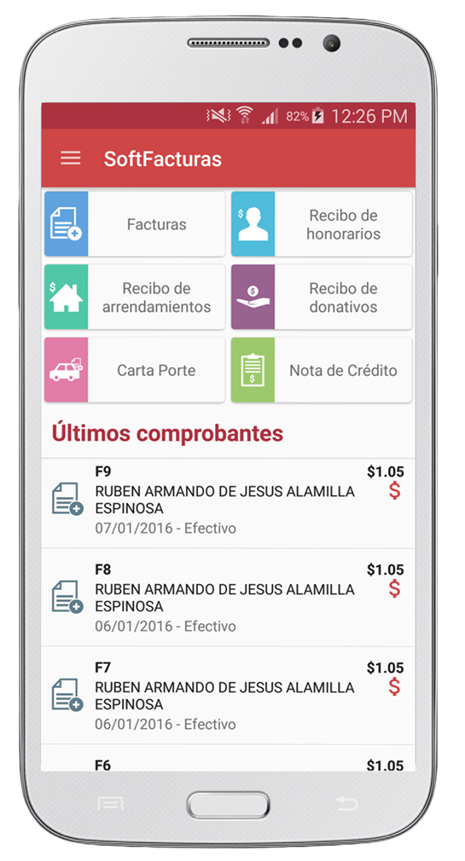 82% 12:26 PM
SoftFacturas
Facturas
Recibo de
honorarios
Recibo de
arrendamientos
Recibo de
donativos
Carta Porte
Nota de Crédito
Últimos comprobantes
F9 $1.05
RUBEN ARMANDO DE JESUS ALAMILLA
ESPINOSA
07/01/2016 - Efectivo
F8 $1.05
RUBEN ARMANDO DE JESUS ALAMILLA
ESPINOSA
06/01/2016 - Efectivo
F7 $1.05
RUBEN ARMANDO DE JESUS ALAMILLA
ESPINOSA
06/01/2016 - Efectivo
F6 $1.05